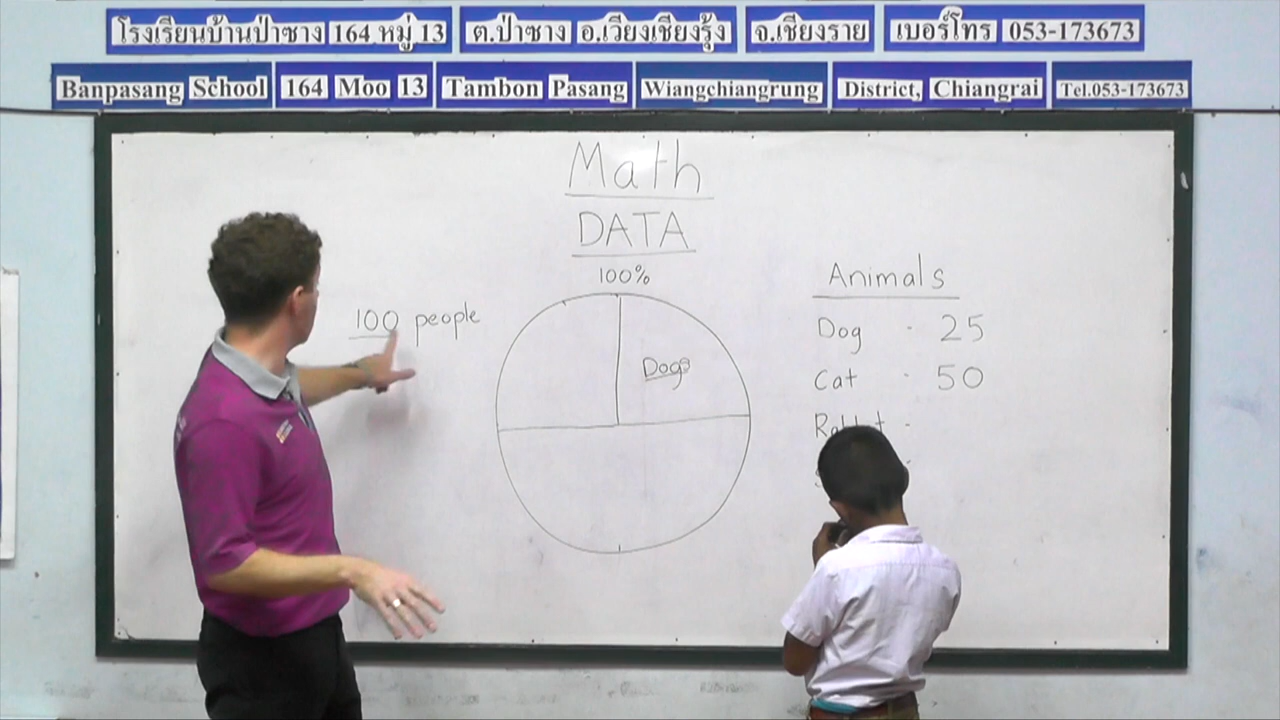 โรงเรียนบ้านป่าซาง 164 หมู่ 13 ต.ป่าซาง อ.เวียงเชียงรุ้ง จ.เชียงราย เบอร์โทร 053-173673
Banpasang School 164 Moo 13 Tambon Pasang Wiangchiangrung District, Chiangrai Tel.053-173673
Math
DATA
100%
100 people
Dogs
Animals
Dog - 25
Cat - 50